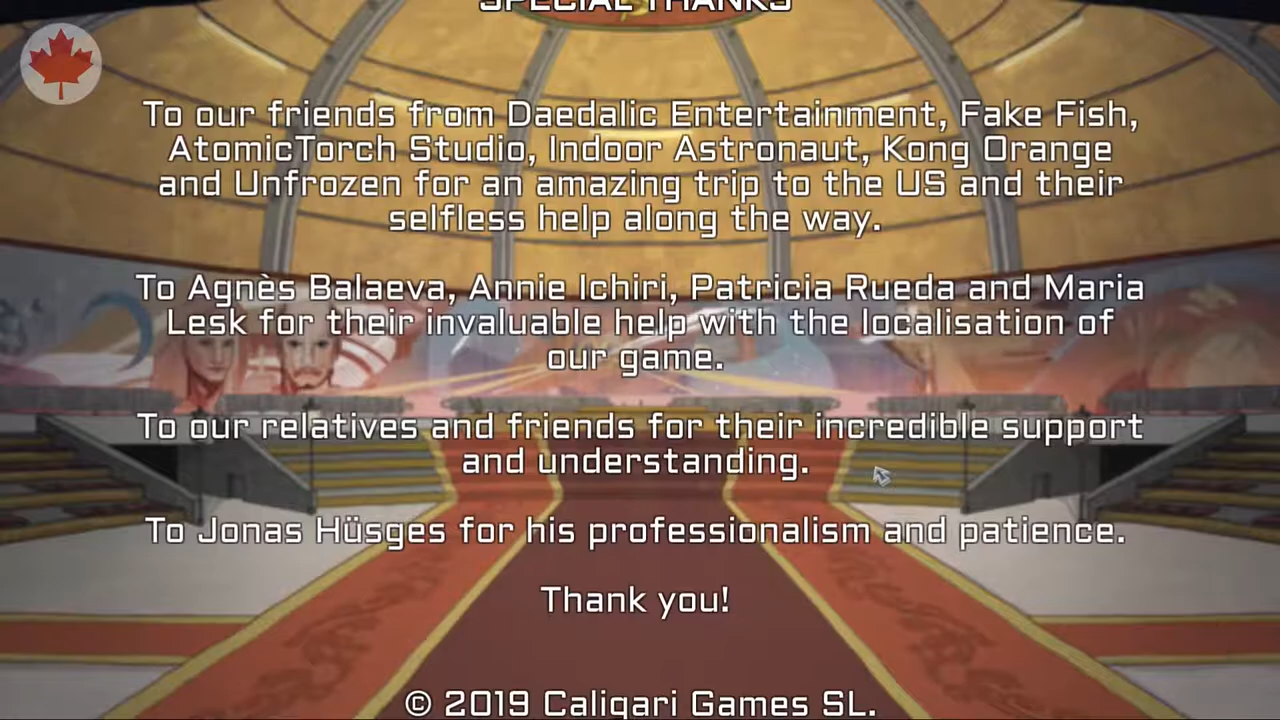 SPECIAL THANKS
To our friends from Daedalic Entertainment, Fake Fish,
AtomicTorch Studio, Indoor Astronaut, Kong Orange
and Unfrozen for an amazing trip to the US and their
selfless help along the way.
To Agnès Balaeva, Annie Ichiri, Patricia Rueda and Maria
Lesk for their invaluable help with the localisation of
our game.
To our relatives and friends for their incredible support
and understanding.
To Jonas Hüsges for his professionalism and patience.
Thank you!
© 2019 Caligari Games SL.